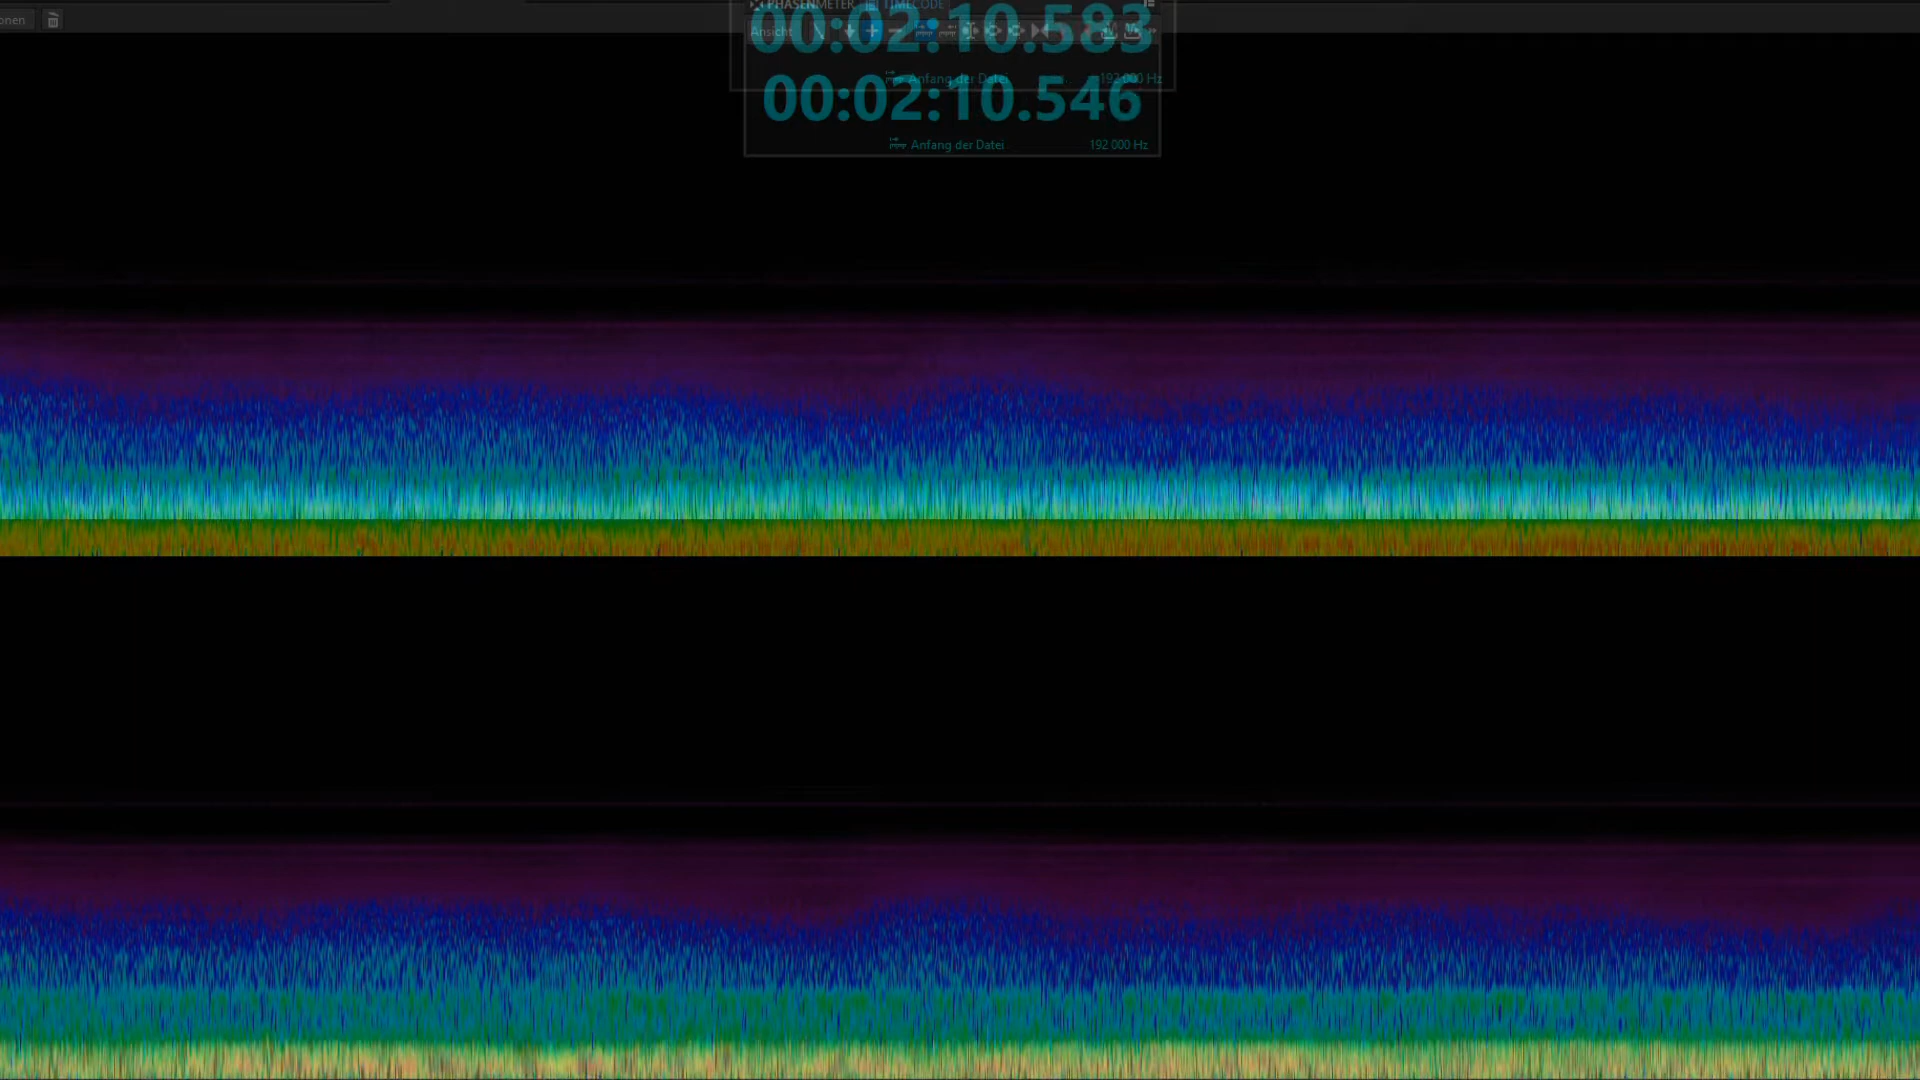 PHASENMETER TIMECODE
onen
00:02:10.583
Ansicht
Anfang der Datei 192 000 Hz
00:02:10.546
Anfang der Datei 192 000 Hz